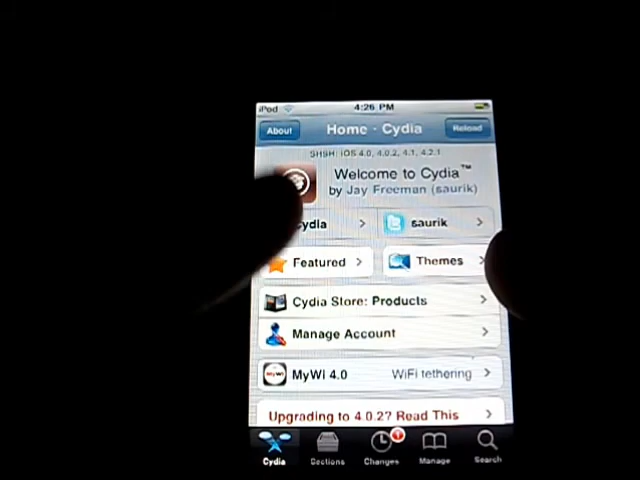 iPod 4:26 PM
About Home · Cydia Reload
SHSH: iOS 4.0, 4.0.2, 4.1, 4.2.1
Welcome to Cydia™
by Jay Freeman (saurik)
ydia saurik
Featured Themes
Cydia Store: Products
Manage Account
MyWi MyWi 4.0 WiFi tethering
Upgrading to 4.0.2? Read This
1
Cydia Sections Changes Manage Search